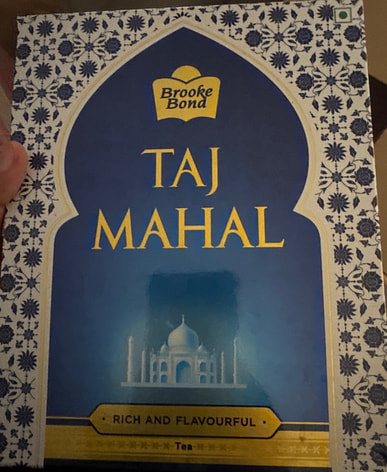 Brooke
Bond
TAJ
MAHAL
RICH AND FLAVOURFUL
Tea